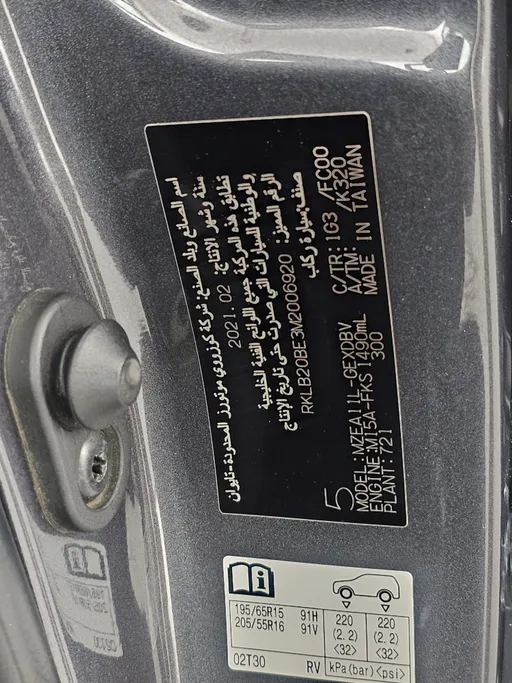 اسم الصانع وبلد الصنع: شركة كوزوي موتورز المحدودة-تايوان
سنة وشهر الإنتاج: 2021. 02
تطابق هذه المركبة جميع اللوائح الفنية الخليجية
والوطنية للسيارات التي صدرت حتى تاريخ الإنتاج
الرقم المميز: RKLB20BE3M2006920
صنف:سيارة ركاب
5
C/TR: 1G3 /FC00
MODEL:MZEA11L-GEXDBV A/TM: /K320
ENGINE:M15A-FKS 1490mL MADE IN TAIWAN
PLANT:721 300
195/65R15 91H 220 220
205/55R16 91V (2.2) (2.2)
<32> <32>
02T30 RV kPa(bar)<psi>